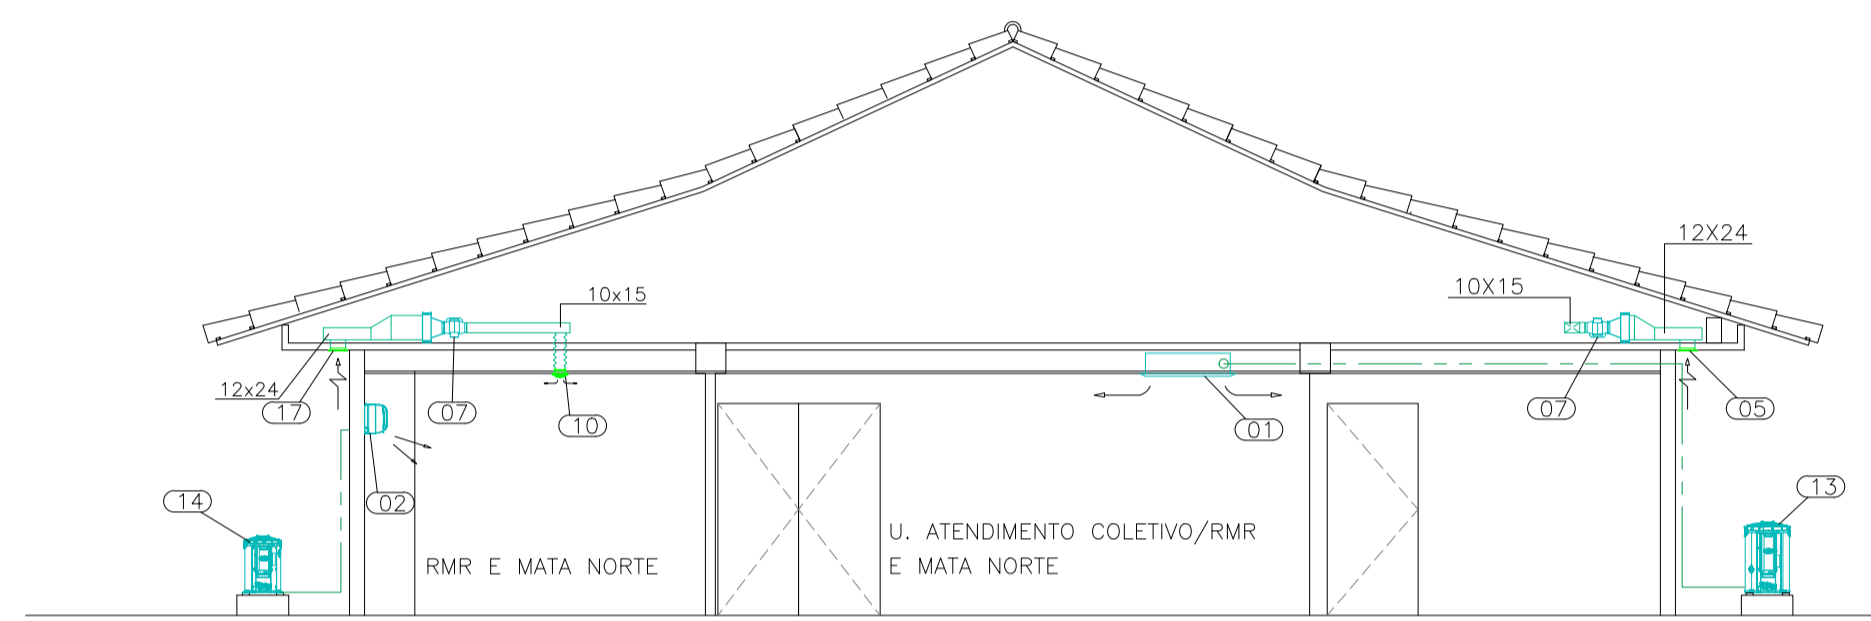 12X24
10x15
10X15
12x24
17
07
10
01
07
05
14
02
13
U. ATENDIMENTO COLETIVO/RMR
E MATA NORTE
RMR E MATA NORTE